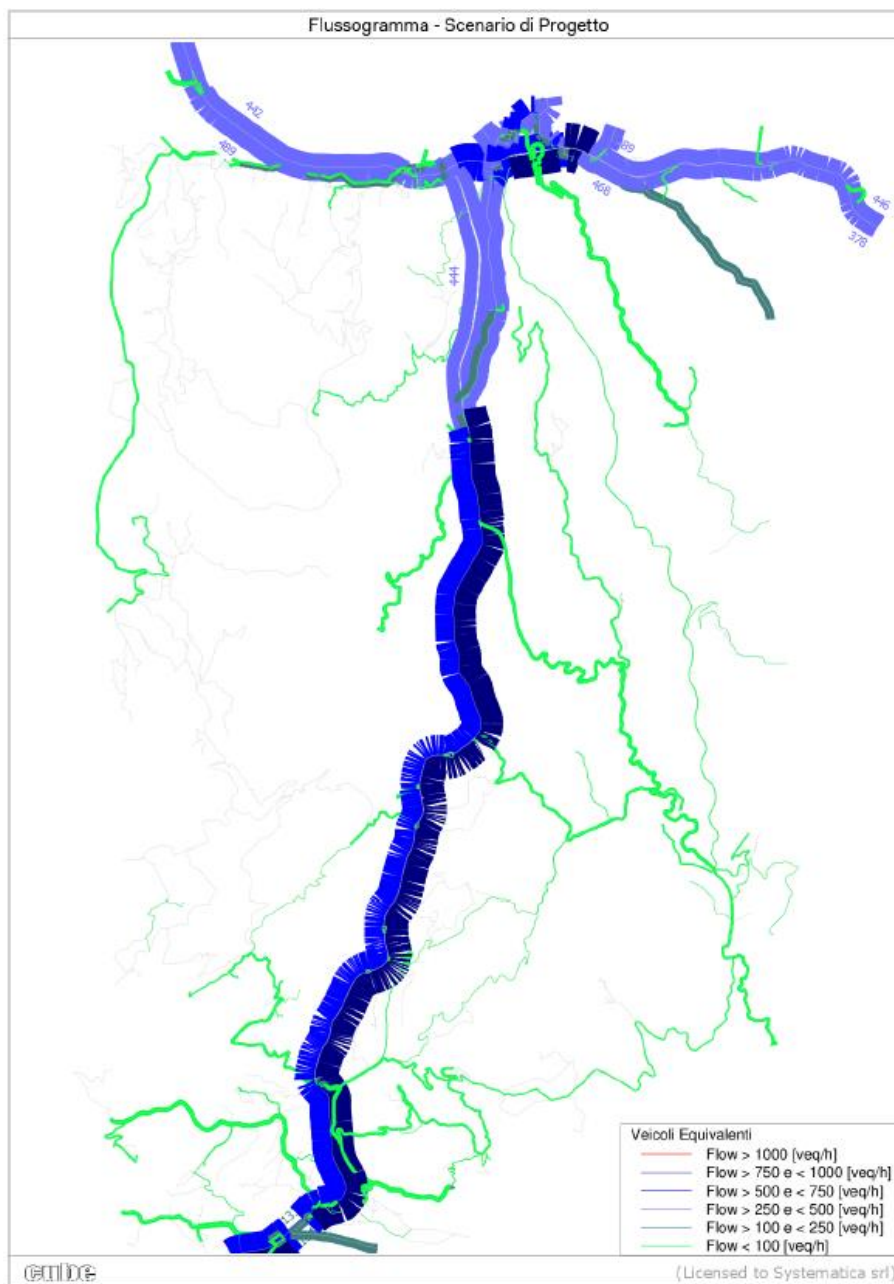 Flussogramma - Scenario di Progetto
442
489
468
446
378
444
Veicoli Equivalenti
Flow > 1000 [veq/h]
Flow > 750 e < 1000 [veq/h]
Flow > 500 e < 750 [veq/h]
Flow > 250 e < 500 [veq/h]
Flow > 100 e < 250 [veq/h]
Flow < 100 [veq/h]
cube
(Licensed to Systematica srl)